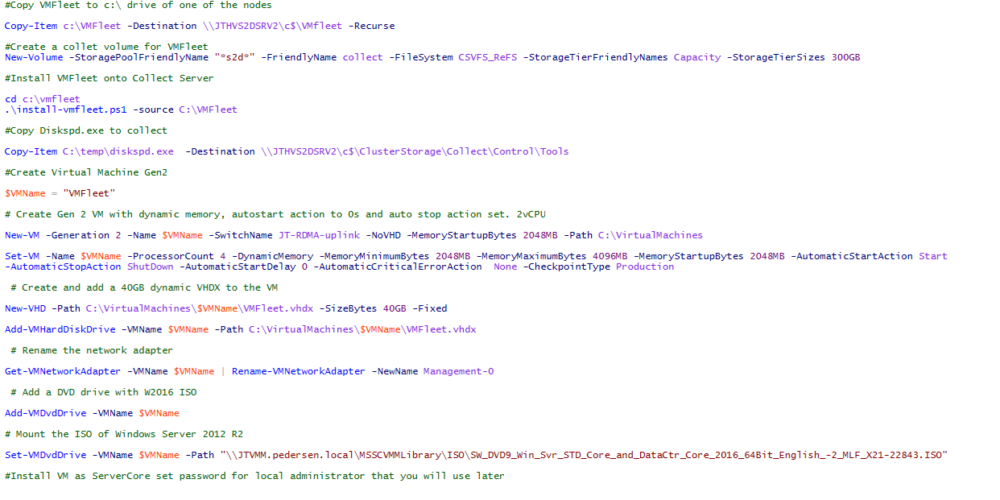 #Copy VMFleet to c:\ drive of one of the nodes
Copy-Item c:\VMFleet -Destination \\JTHVS2DSRV2\c$\VMfleet -Recurse
#Create a collet volume for VMFleet
New-Volume -StoragePoolFriendlyName "*s2d*" -FriendlyName collect -FileSystem CSVFS_ReFS -StorageTierFriendlyNames Capacity -StorageTierSizes 300GB
#Install VMFleet onto Collect Server
cd c:\vmfleet
.\install-vmfleet.ps1 -source C:\VMFleet
#Copy Diskspd.exe to collect
Copy-Item C:\temp\diskspd.exe  -Destination \\JTHVS2DSRV2\c$\ClusterStorage\Collect\Control\Tools
#Create Virtual Machine Gen2
$VMName = "VMFleet"
# Create Gen 2 VM with dynamic memory, autostart action to 0s and auto stop action set. 2vCPU
New-VM -Generation 2 -Name $VMName -SwitchName JT-RDMA-uplink -NoVHD -MemoryStartupBytes 2048MB -Path C:\VirtualMachines
Set-VM -Name $VMName -ProcessorCount 4 -DynamicMemory -MemoryMinimumBytes 2048MB -MemoryMaximumBytes 4096MB -MemoryStartupBytes 2048MB -AutomaticStartAction Start
-AutomaticStopAction ShutDown -AutomaticStartDelay 0 -AutomaticCriticalErrorAction  None -CheckpointType Production
# Create and add a 40GB dynamic VHDX to the VM
New-VHD -Path C:\VirtualMachines\$VMName\VMFleet.vhdx -SizeBytes 40GB -Fixed
Add-VMHardDiskDrive -VMName $VMName -Path C:\VirtualMachines\$VMName\VMFleet.vhdx
# Rename the network adapter
Get-VMNetworkAdapter -VMName $VMName | Rename-VMNetworkAdapter -NewName Management-0
# Add a DVD drive with W2016 ISO
Add-VMDvdDrive -VMName $VMName
# Mount the ISO of Windows Server 2012 R2
Set-VMDvdDrive -VMName $VMName -Path "\\JTVMM.pedersen.local\MSSCVMMLibrary\ISO\SW_DVD9_Win_Svr_STD_Core_and_DataCtr_Core_2016_64Bit_English_-2_MLF_X21-22843.ISO"
#Install VM as ServerCore set password for local administrator that you will use later